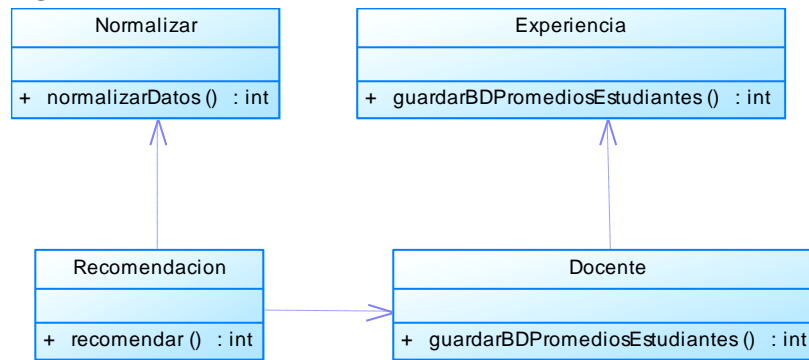 Normalizar
+ normalizarDatos () : int
Experiencia
+ guardarBDPromediosEstudiantes () : int
Recomendacion
+ recomendar () : int
Docente
+ guardarBDPromediosEstudiantes () : int